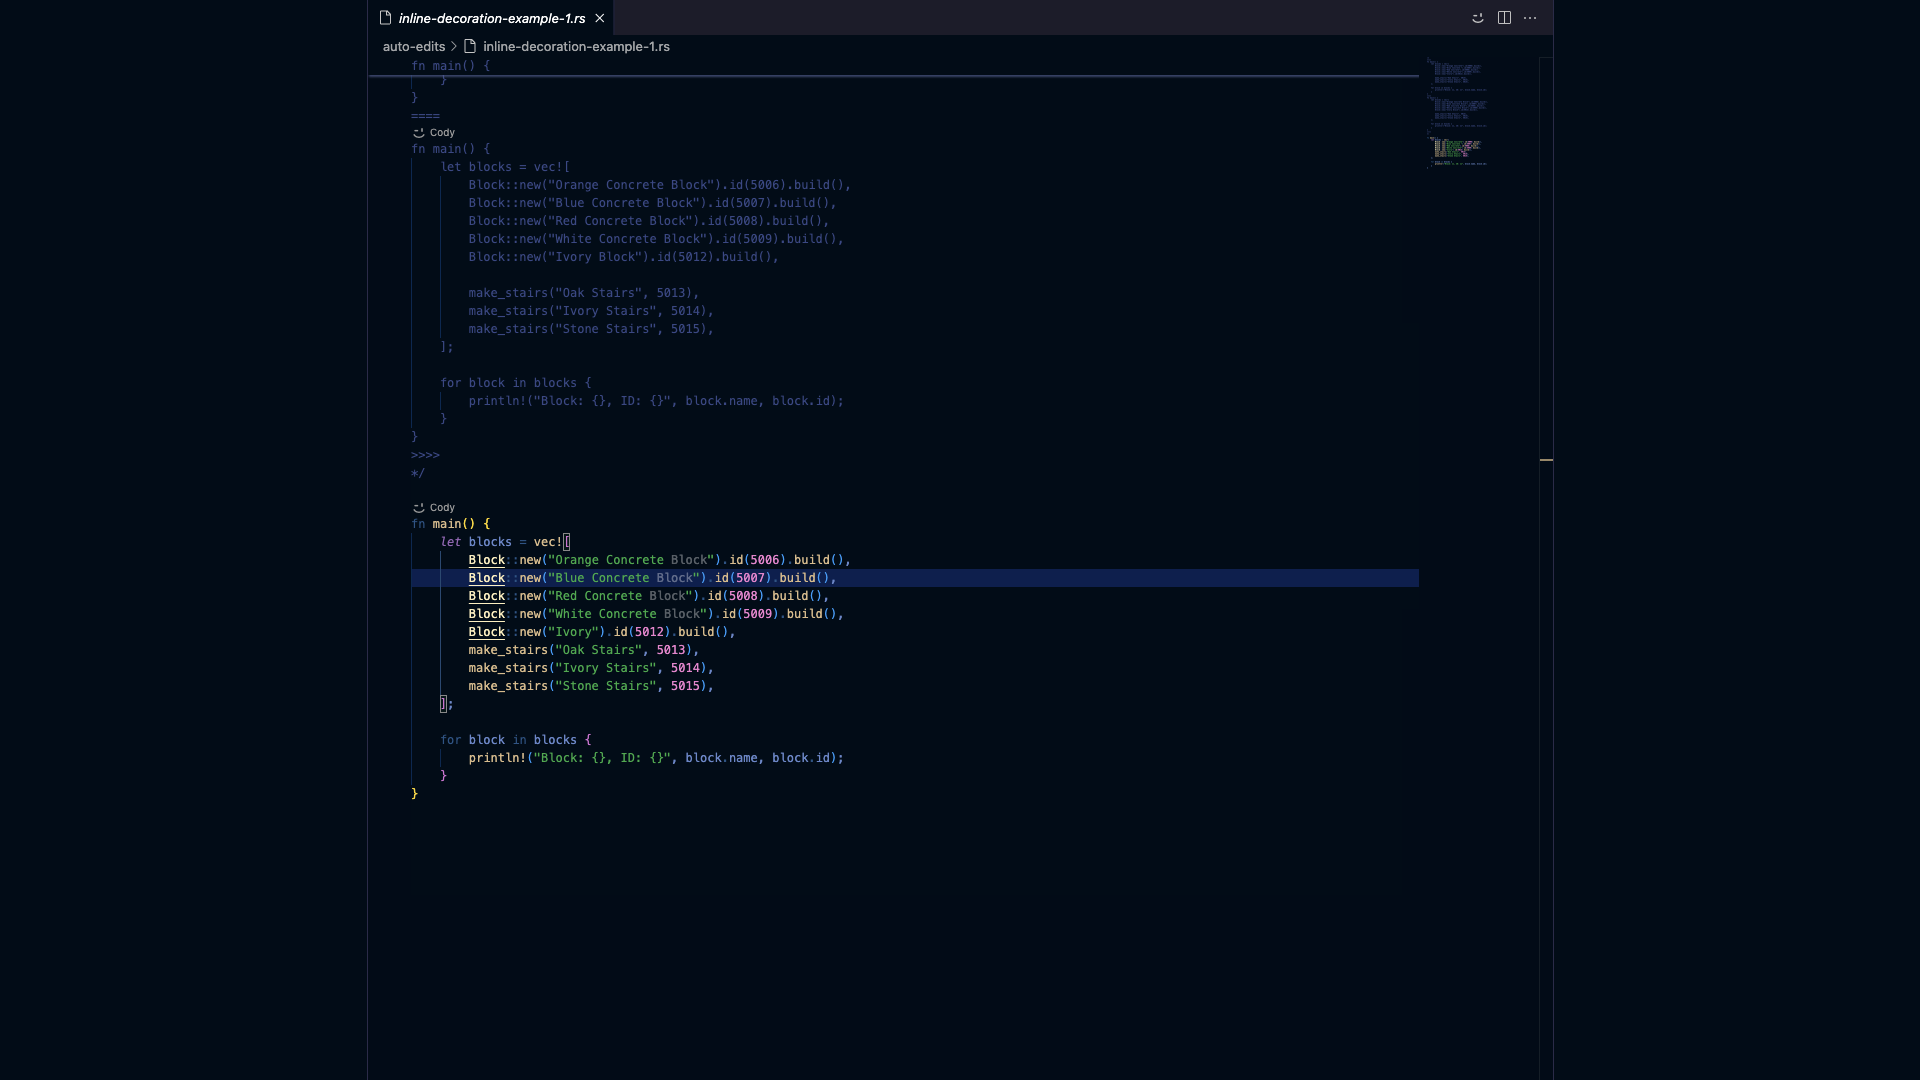 inline-decoration-example-1.rs
auto-edits > inline-decoration-example-1.rs
fn main() {
    }
}
====
Cody
fn main() {
    let blocks = vec![
        Block::new("Orange Concrete Block").id(5006).build(),
        Block::new("Blue Concrete Block").id(5007).build(),
        Block::new("Red Concrete Block").id(5008).build(),
        Block::new("White Concrete Block").id(5009).build(),
        Block::new("Ivory Block").id(5012).build(),

        make_stairs("Oak Stairs", 5013),
        make_stairs("Ivory Stairs", 5014),
        make_stairs("Stone Stairs", 5015),
    ];

    for block in blocks {
        println!("Block: {}, ID: {}", block.name, block.id);
    }
}
>>>>
*/

Cody
fn main() {
    let blocks = vec![
        Block::new("Orange Concrete Block").id(5006).build(),
        Block::new("Blue Concrete Block").id(5007).build(),
        Block::new("Red Concrete Block").id(5008).build(),
        Block::new("White Concrete Block").id(5009).build(),
        Block::new("Ivory").id(5012).build(),
        make_stairs("Oak Stairs", 5013),
        make_stairs("Ivory Stairs", 5014),
        make_stairs("Stone Stairs", 5015),
    ];

    for block in blocks {
        println!("Block: {}, ID: {}", block.name, block.id);
    }
}